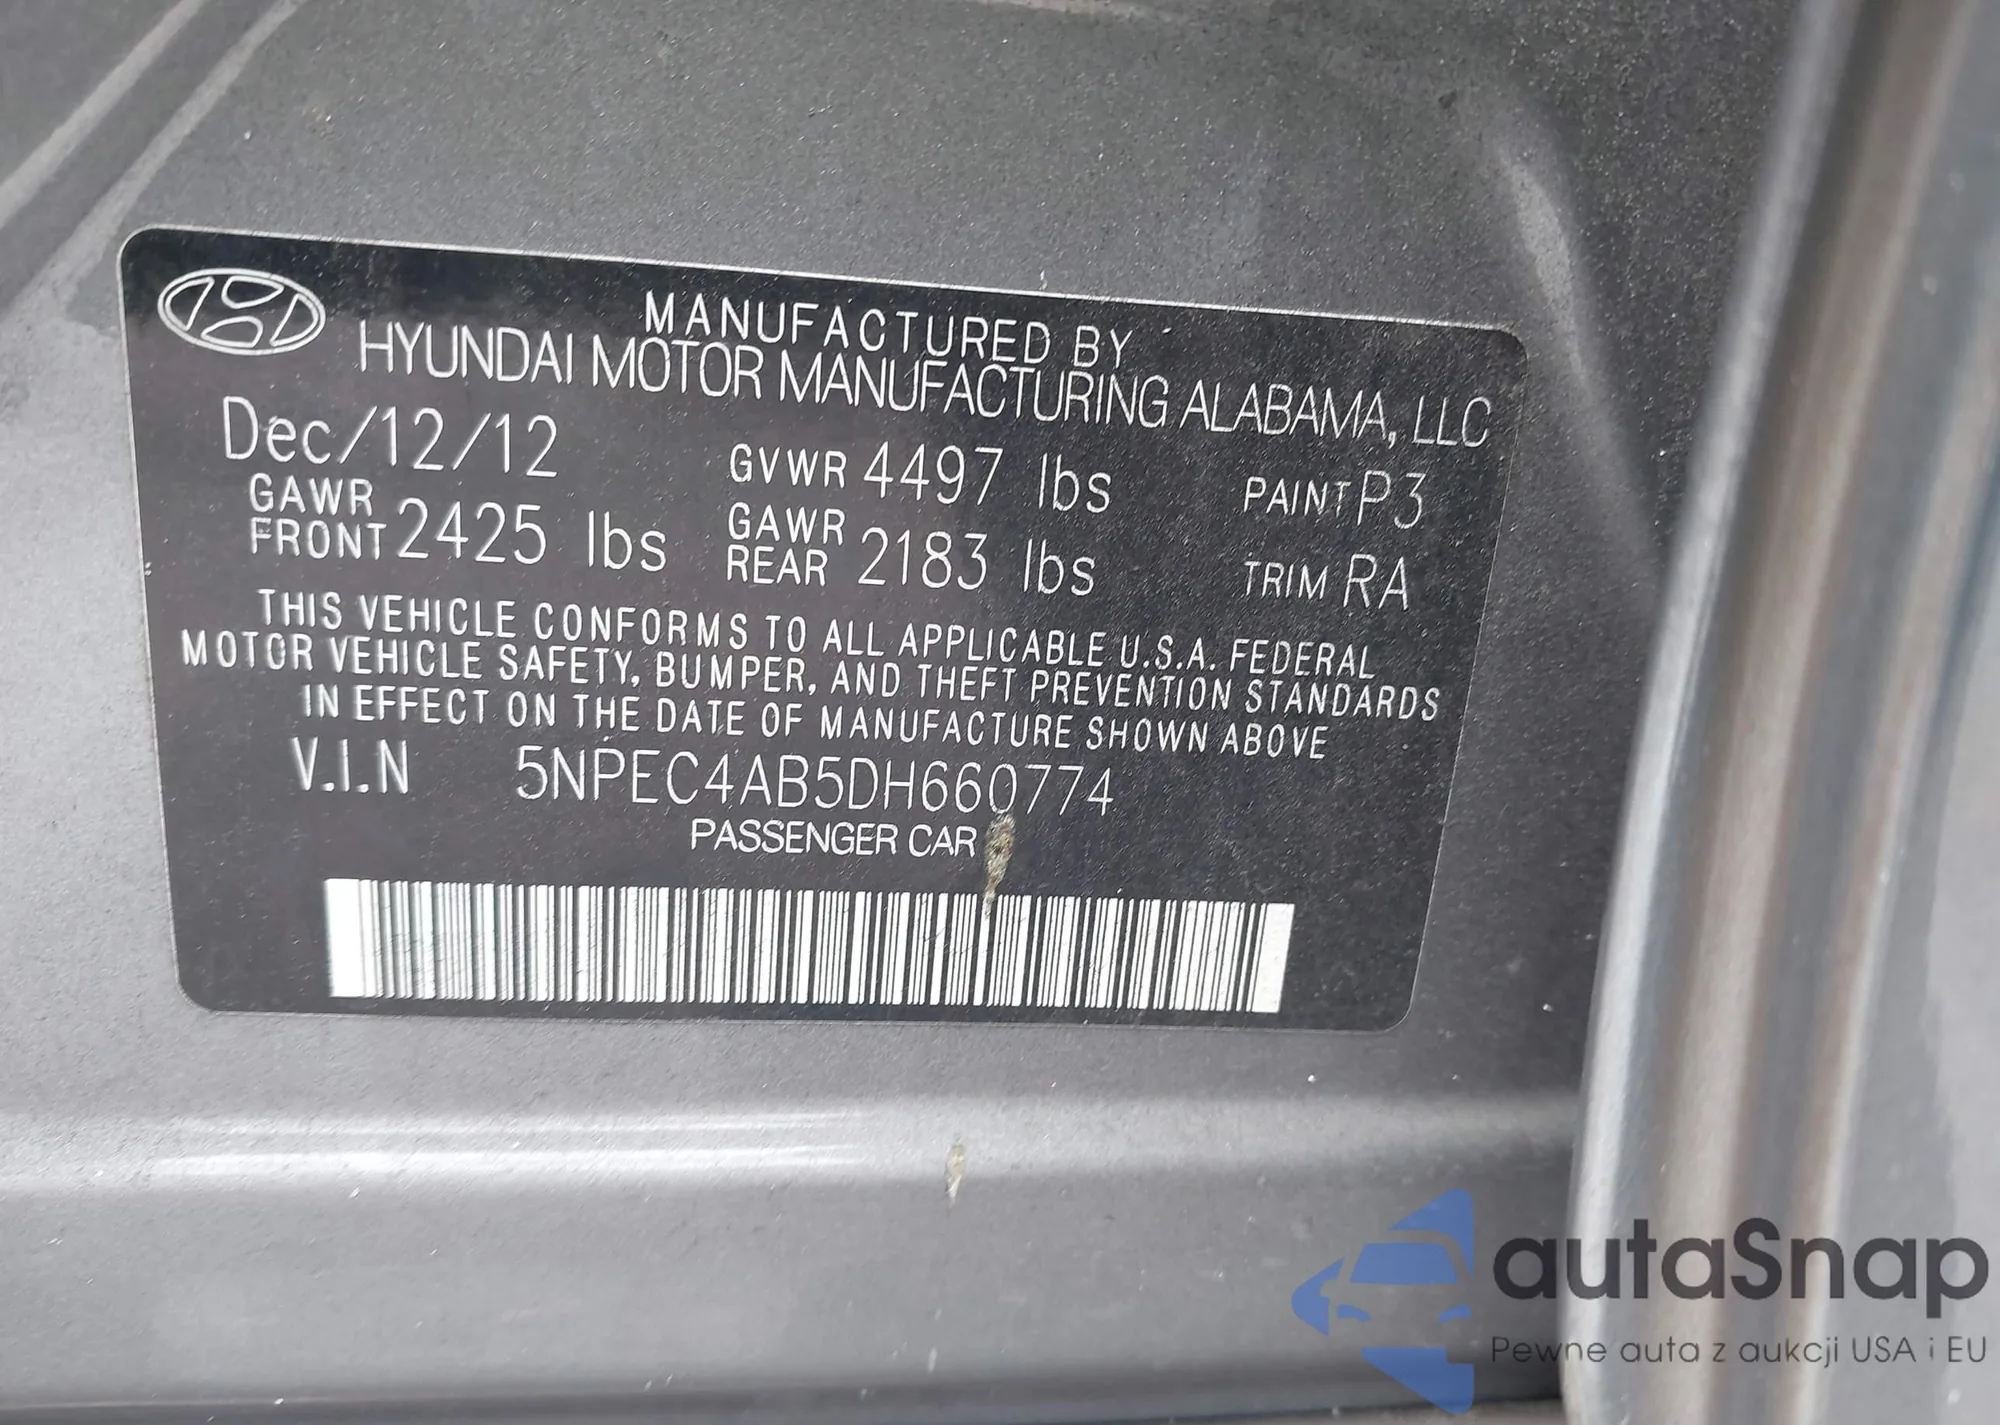 MANUFACTURED BY
HYUNDAI MOTOR MANUFACTURING ALABAMA, LLC
Dec/12/12 GVWR 4497 lbs PAINT P3
GAWR FRONT 2425 lbs GAWR REAR 2183 lbs TRIM RA
THIS VEHICLE CONFORMS TO ALL APPLICABLE U.S.A. FEDERAL
MOTOR VEHICLE SAFETY, BUMPER, AND THEFT PREVENTION STANDARDS
IN EFFECT ON THE DATE OF MANUFACTURE SHOWN ABOVE
V.I.N 5NPEC4AB5DH660774
PASSENGER CAR
autaSnap
Pewne auta z aukcji USA i EU